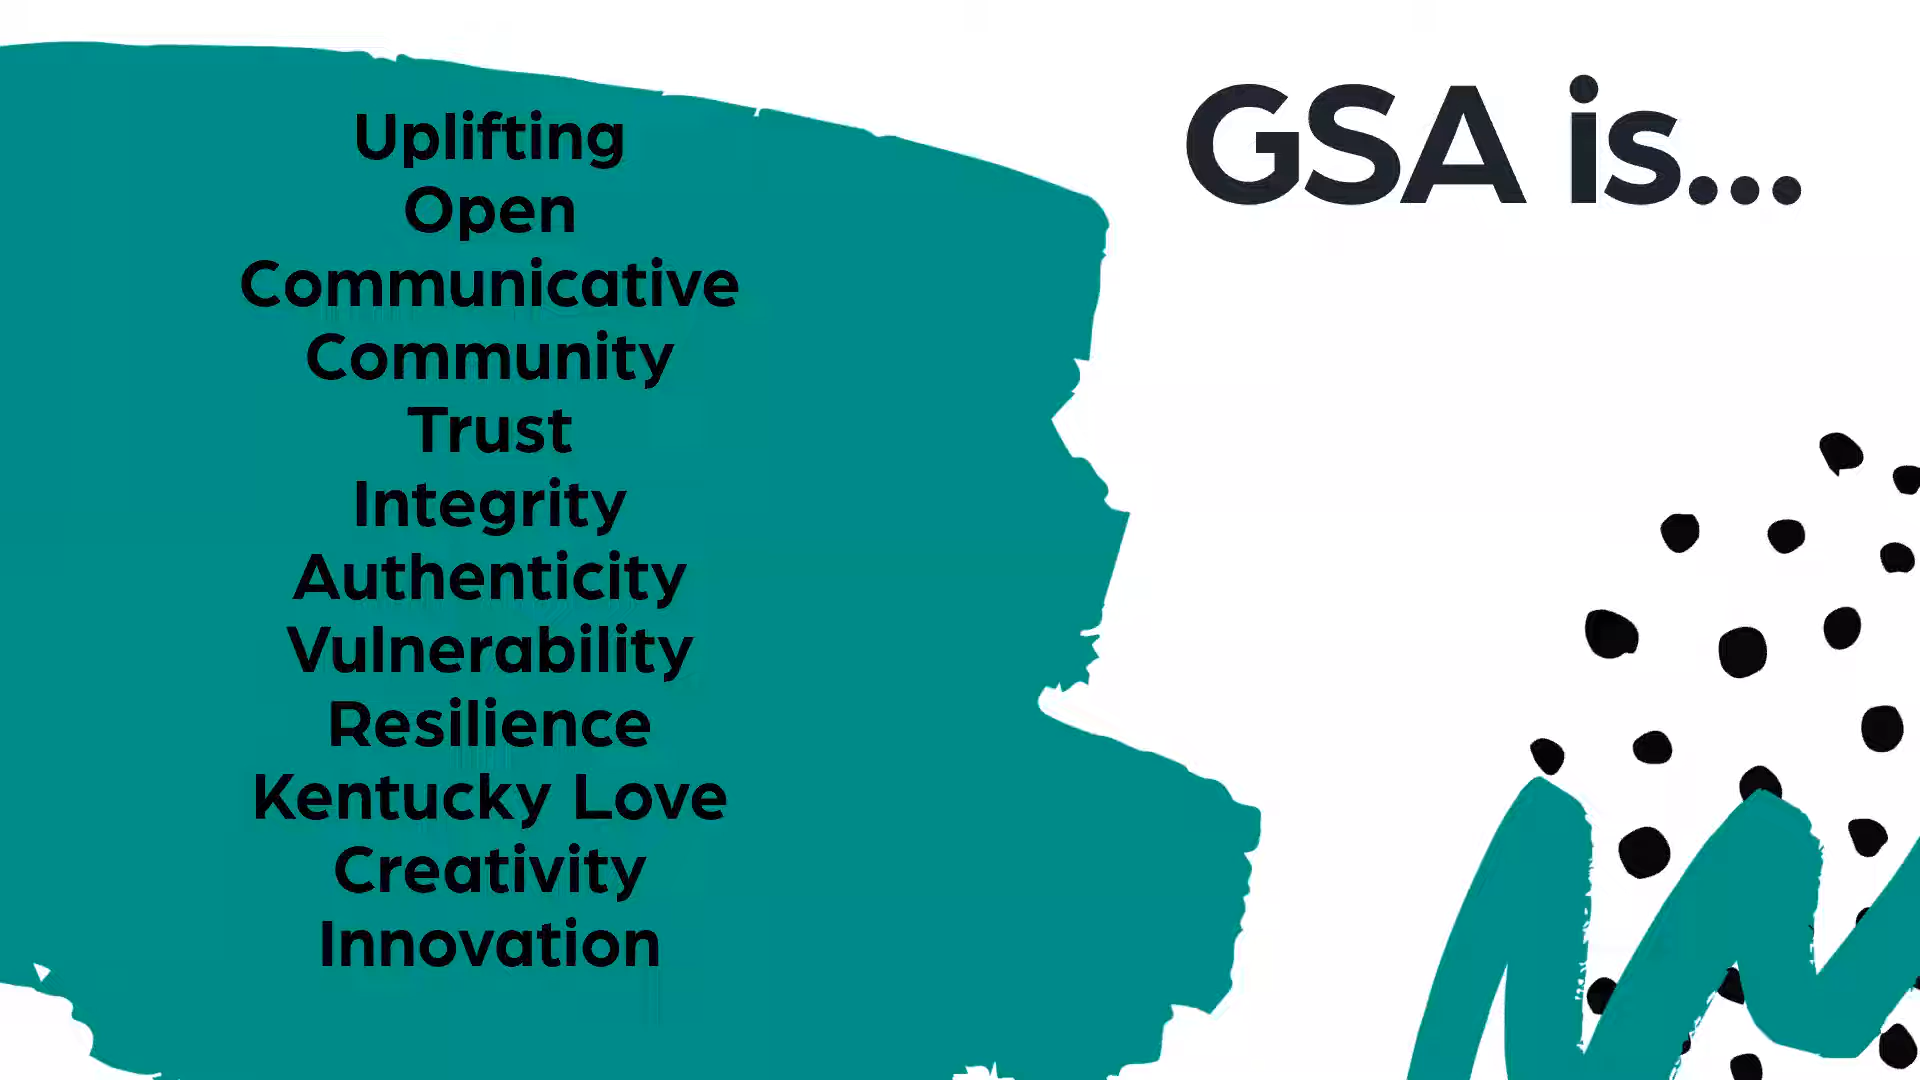 GSA is...
Uplifting
Open
Communicative
Community
Trust
Integrity
Authenticity
Vulnerability
Resilience
Kentucky Love
Creativity
Innovation